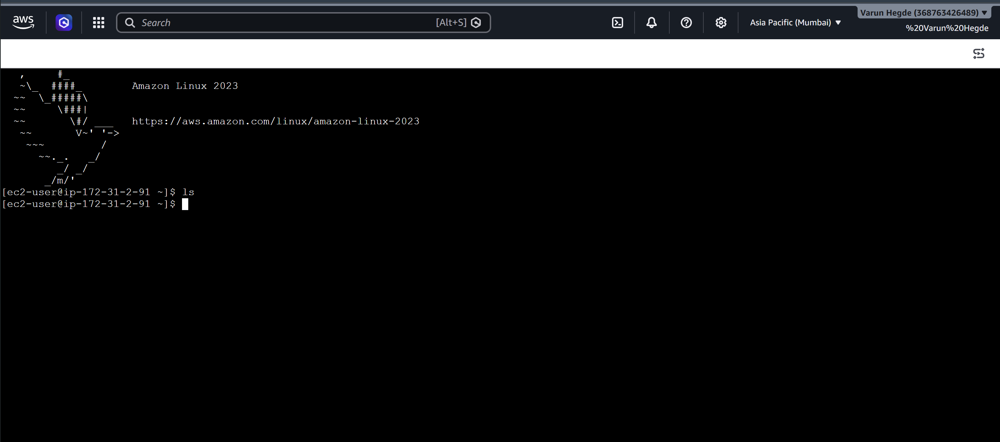 aws
Search [Alt+S]
Asia Pacific (Mumbai)
Varun Hegde (368763426489)
%20Varun%20Hegde
   ,     #_
   ~\_  ####_        Amazon Linux 2023
  ~~  \_#####\
  ~~     \###|
  ~~       \#/ ___   https://aws.amazon.com/linux/amazon-linux-2023
   ~~       V~' '->
    ~~~         /
      ~~._.   _/
         _/ _/
       _/m/'
[ec2-user@ip-172-31-2-91 ~]$ ls
[ec2-user@ip-172-31-2-91 ~]$